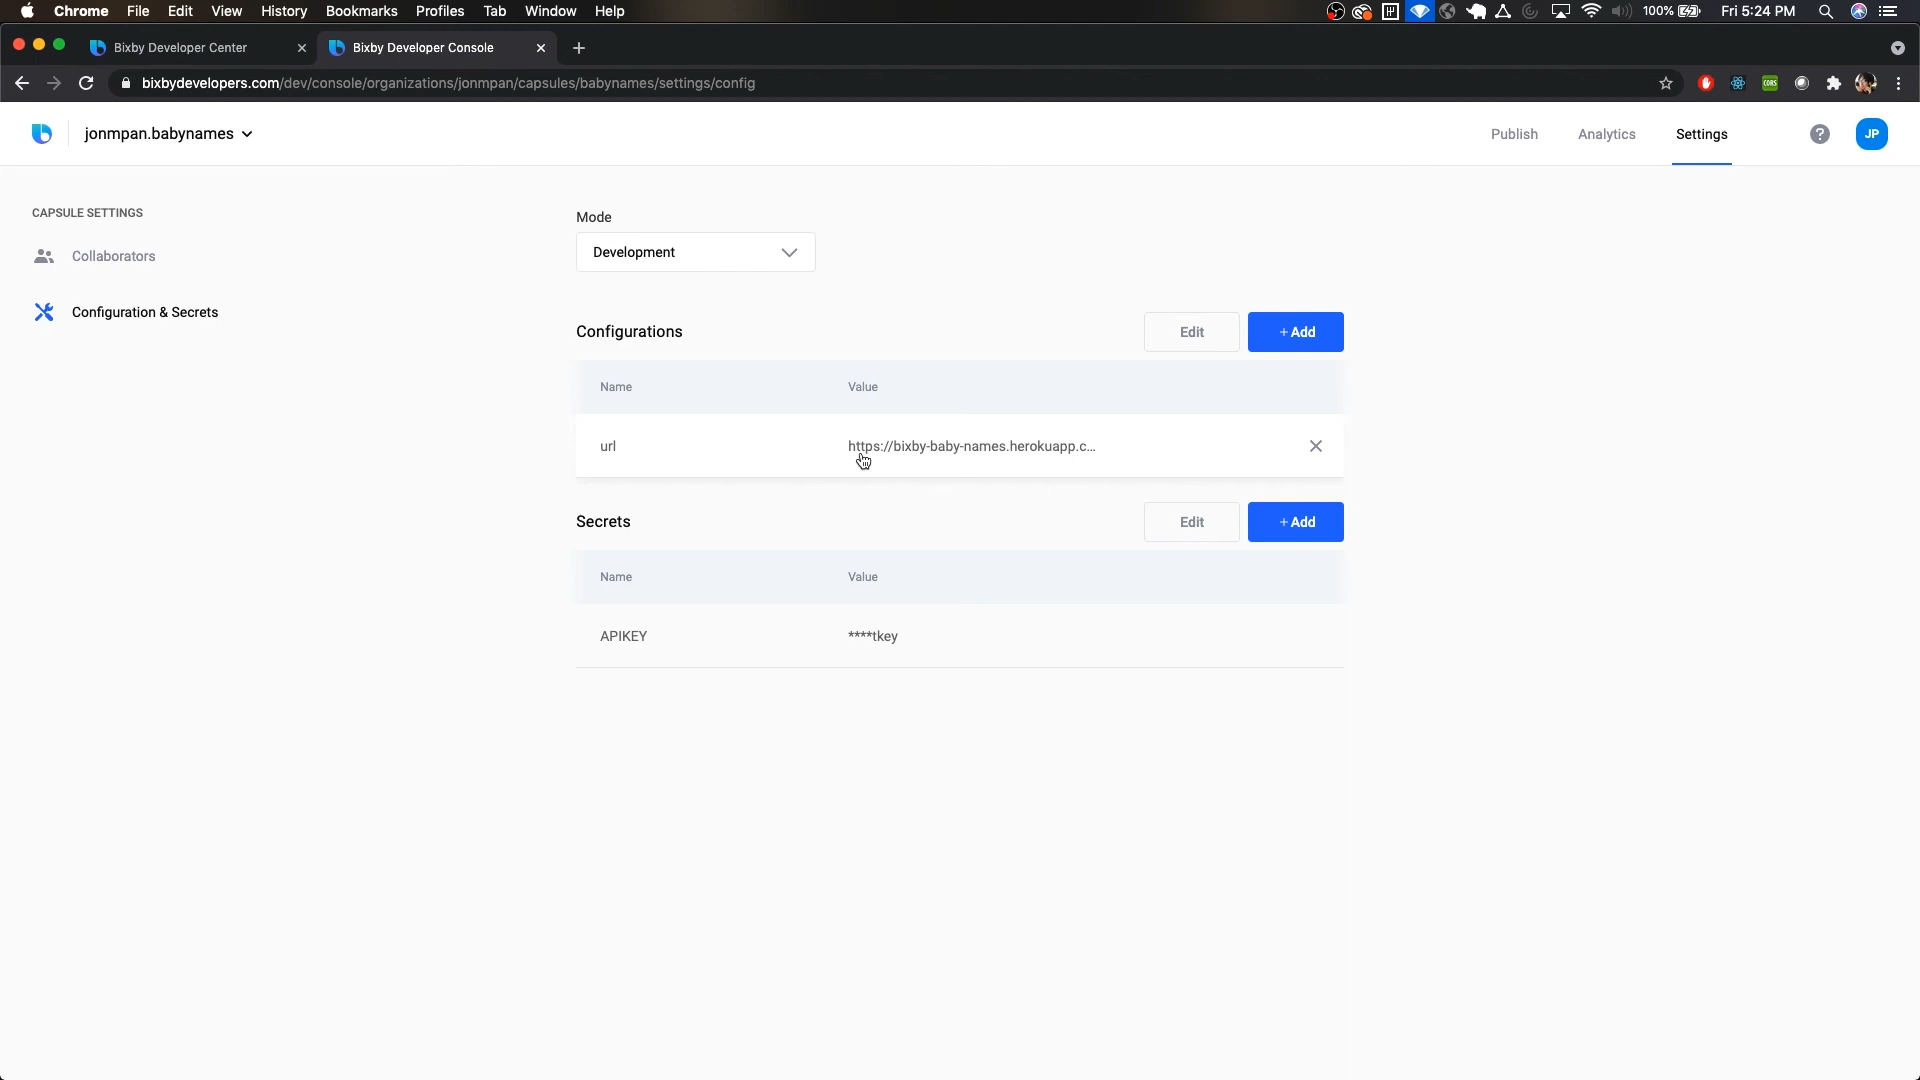 Chrome File Edit View History Bookmarks Profiles Tab Window Help 100% Fri 5:24 PM
Bixby Developer Center Bixby Developer Console
bixbydevelopers.com/dev/console/organizations/jonmpan/capsules/babynames/settings/config
jonmpan.babynames Publish Analytics Settings ? JP
CAPSULE SETTINGS
Collaborators
Configuration & Secrets
Mode
Development
Configurations Edit + Add
Name Value
url https://bixby-baby-names.herokuapp.c...
Secrets Edit + Add
Name Value
APIKEY ****tkey